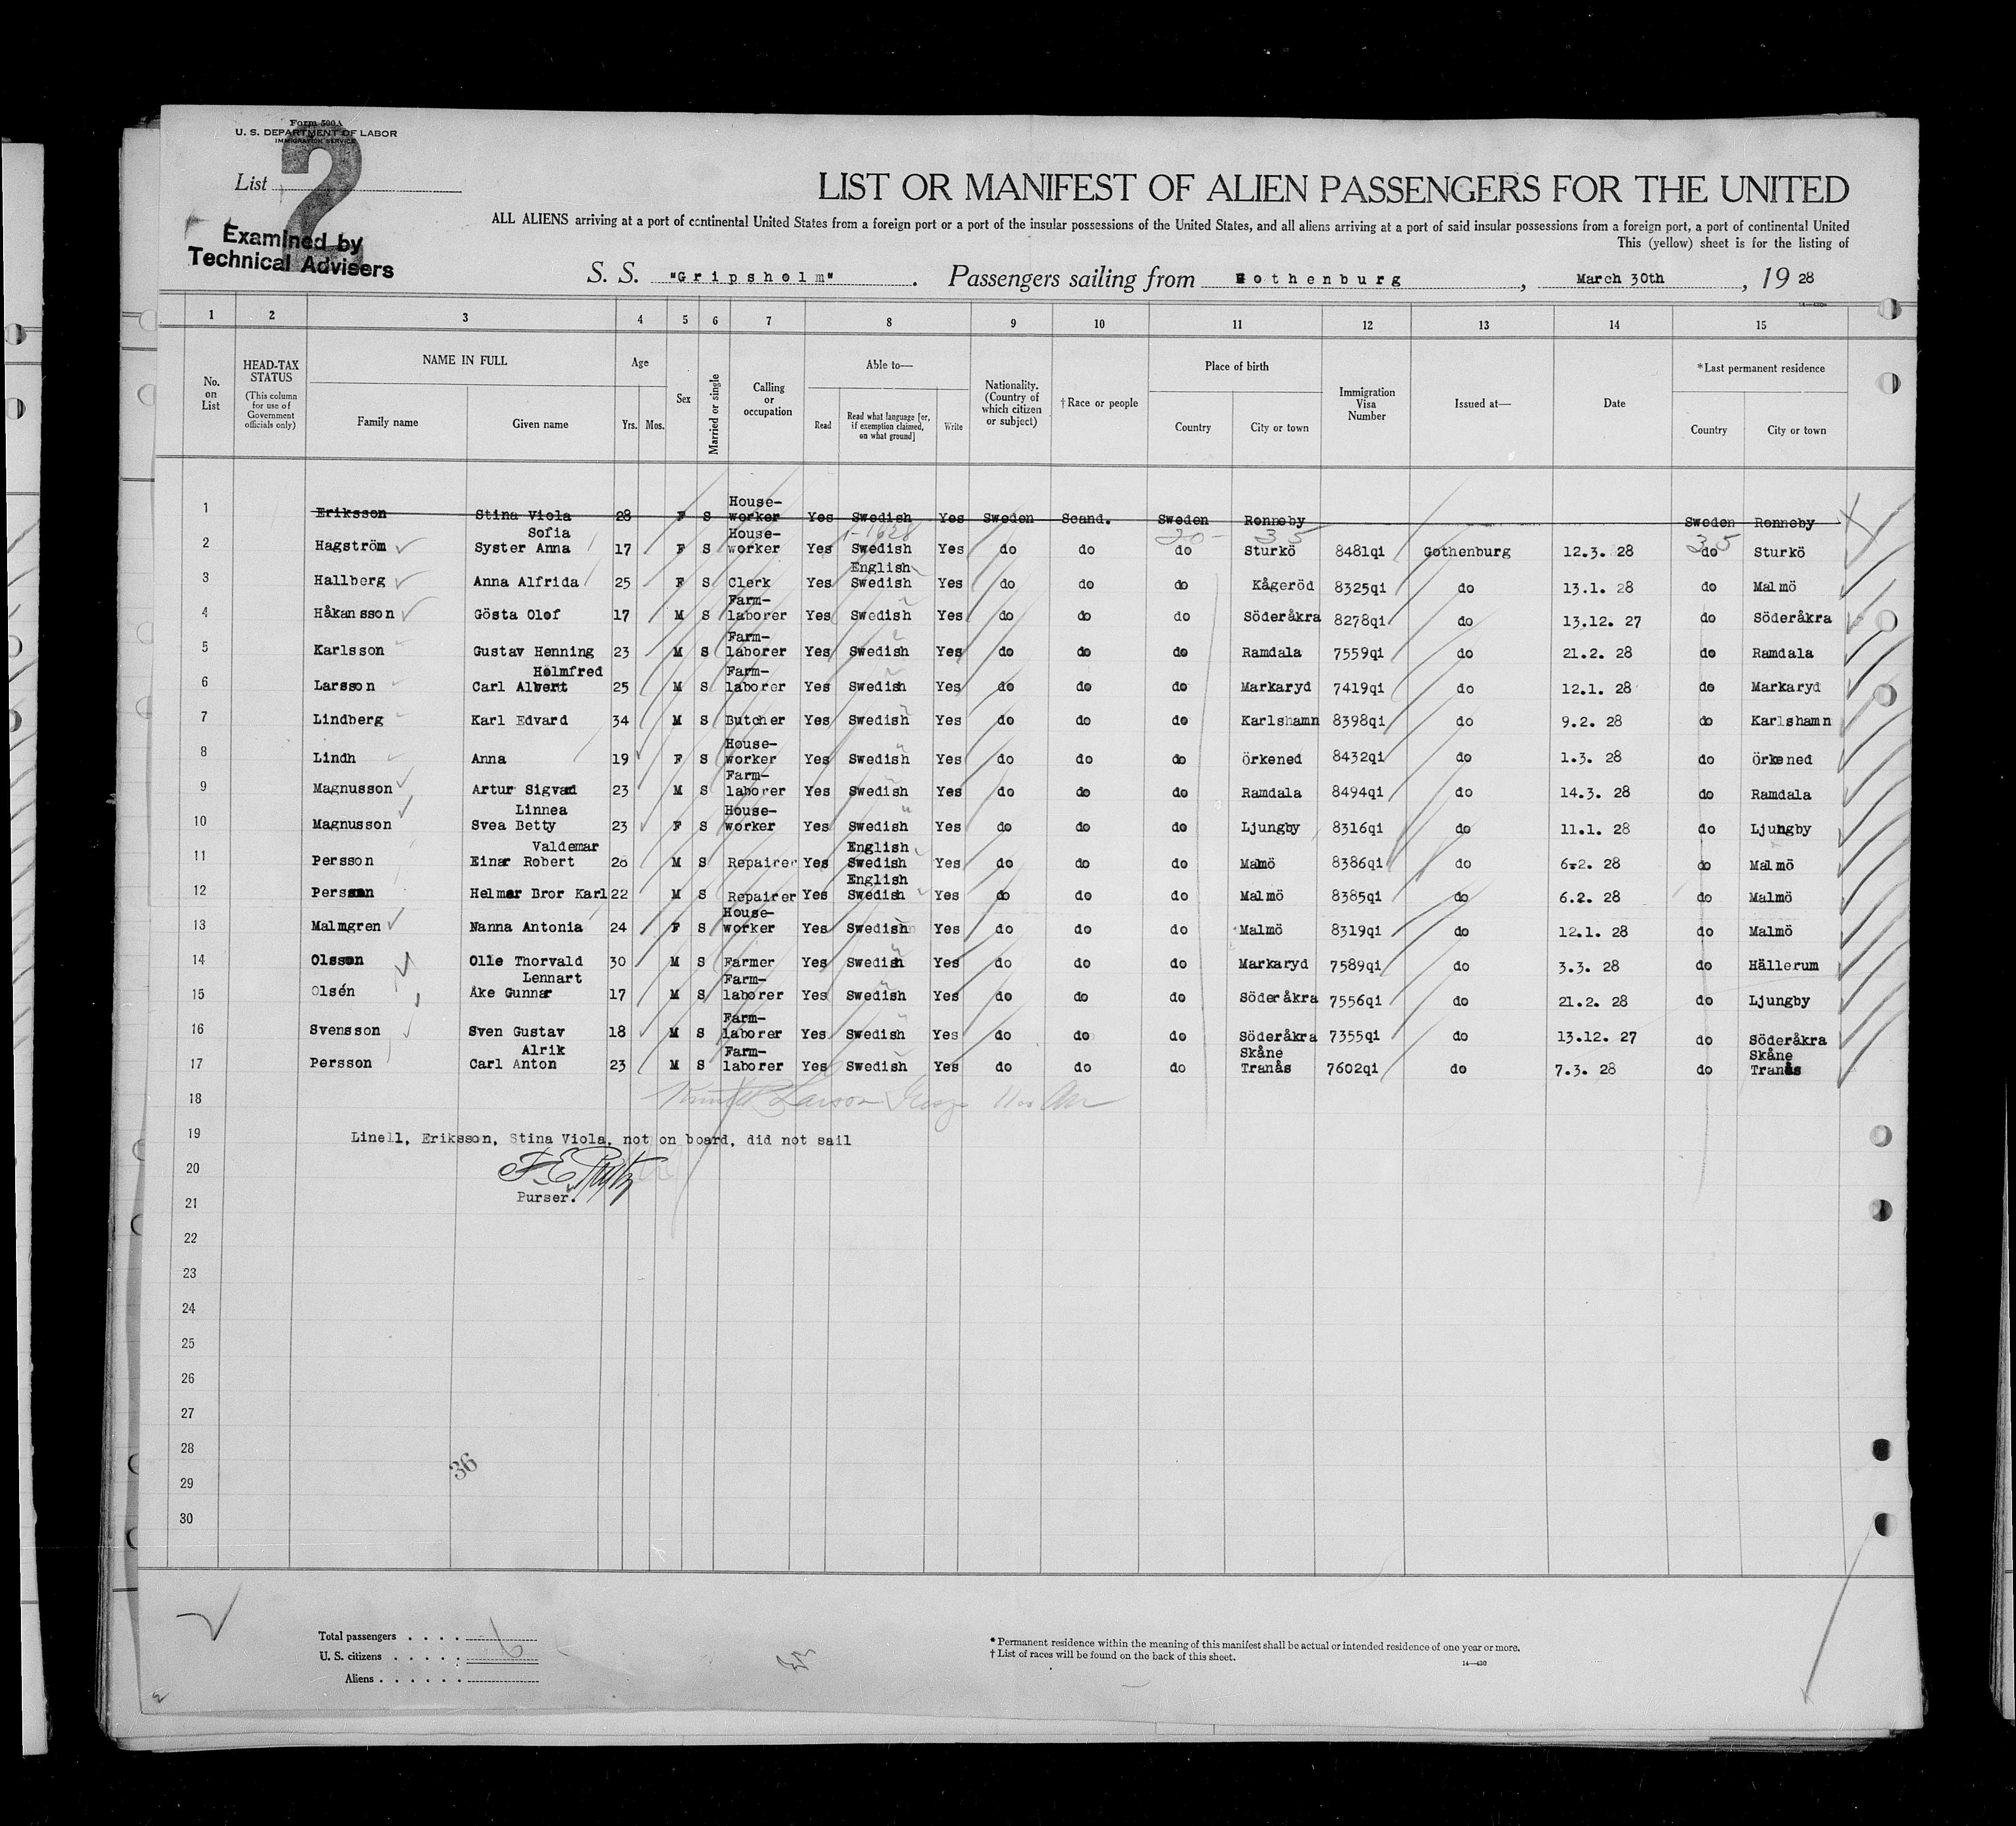 Form 500A
U. S. DEPARTMENT OF LABOR
IMMIGRATION SERVICE
List 2
Examined by
Technical Advisers
LIST OR MANIFEST OF ALIEN PASSENGERS FOR THE UNITED
ALL ALIENS arriving at a port of continental United States from a foreign port or a port of the insular possessions of the United States, and all aliens arriving at a port of said insular possessions from a foreign port, a port of continental United
This (yellow) sheet is for the listing of
S. S. "Gripsholm". Passengers sailing from Gothenburg, March 30th, 19 28
1 2 3 4 5 6 7 8 9 10 11 12 13 14 15
No. on List
HEAD-TAX STATUS (This column for use of Government officials only)
NAME IN FULL
Family name Given name
Age
Yrs. Mos.
Sex
Married or single
Calling or occupation
Able to—
Read
Read what language [or, if exemption claimed, on what ground]
Write
Nationality. (Country of which citizen or subject)
†Race or people
Place of birth
Country City or town
Immigration Visa Number
Issued at—
Date
*Last permanent residence
Country City or town
1 Eriksson Stina Viola 28 F S House-worker Yes Swedish Yes Sweden Scand. Sweden Ronneby Sweden Ronneby
2 Hagström Syster Anna Sofia 17 F S House-worker Yes Swedish Yes do do do Sturkö 8481qi Gothenburg 12.3. 28 do Sturkö
3 Hallberg Anna Alfrida 25 F S Clerk Yes English Swedish Yes do do do Kågeröd 8325qi do 13.1. 28 do Malmö
4 Håkansson Gösta Olof 17 M S Farm-laborer Yes Swedish Yes do do do Söderåkra 8278qi do 13.12. 27 do Söderåkra
5 Karlsson Gustav Henning 23 M S Farm-laborer Yes Swedish Yes do do do Ramdala 7559qi do 21.2. 28 do Ramdala
6 Larsson Carl Albert Holmfred 25 M S Farm-laborer Yes Swedish Yes do do do Markaryd 7419qi do 12.1. 28 do Markaryd
7 Lindberg Karl Edvard 34 M S Butcher Yes Swedish Yes do do do Karlshamn 8398qi do 9.2. 28 do Karlshamn
8 Lindh Anna 19 F S House-worker Yes Swedish Yes do do do Örkened 8432qi do 1.3. 28 do Örkened
9 Magnusson Artur Sigvad 23 M S Farm-laborer Yes Swedish Yes do do do Ramdala 8494qi do 14.3. 28 do Ramdala
10 Magnusson Svea Betty Linnea 23 F S House-worker Yes Swedish Yes do do do Ljungby 8316qi do 11.1. 28 do Ljungby
11 Persson Einar Robert Valdemar 20 M S Repairer Yes English Swedish Yes do do do Malmö 8386qi do 6.2. 28 do Malmö
12 Persson Helmar Bror Karl 22 M S Repairer Yes English Swedish Yes do do do Malmö 8385qi do 6.2. 28 do Malmö
13 Malmgren Nanna Antonia 24 F S House-worker Yes Swedish Yes do do do Malmö 8319qi do 12.1. 28 do Malmö
14 Olsson Olle Thorvald 30 M S Farmer Yes Swedish Yes do do do Markaryd 7589qi do 3.3. 28 do Hällerum
15 Olsén Åke Gunnar Lennart 17 M S Farm-laborer Yes Swedish Yes do do do Söderåkra 7556qi do 21.2. 28 do Ljungby
16 Svensson Sven Gustav 18 M S Farm-laborer Yes Swedish Yes do do do Söderåkra 7355qi do 13.12. 27 do Söderåkra
17 Persson Carl Anton Alrik 23 M S Farm-laborer Yes Swedish Yes do do do Skåne Tranås 7602qi do 7.3. 28 do Skåne Tranås
18
19 Linell, Eriksson, Stina Viola, not on board, did not sail
20
21 Purser.
22
23
24
25
26
27
28
29
30
36
Total passengers
U. S. citizens
Aliens
* Permanent residence within the meaning of this manifest shall be actual or intended residence of one year or more.
† List of races will be found on the back of this sheet.
14—430